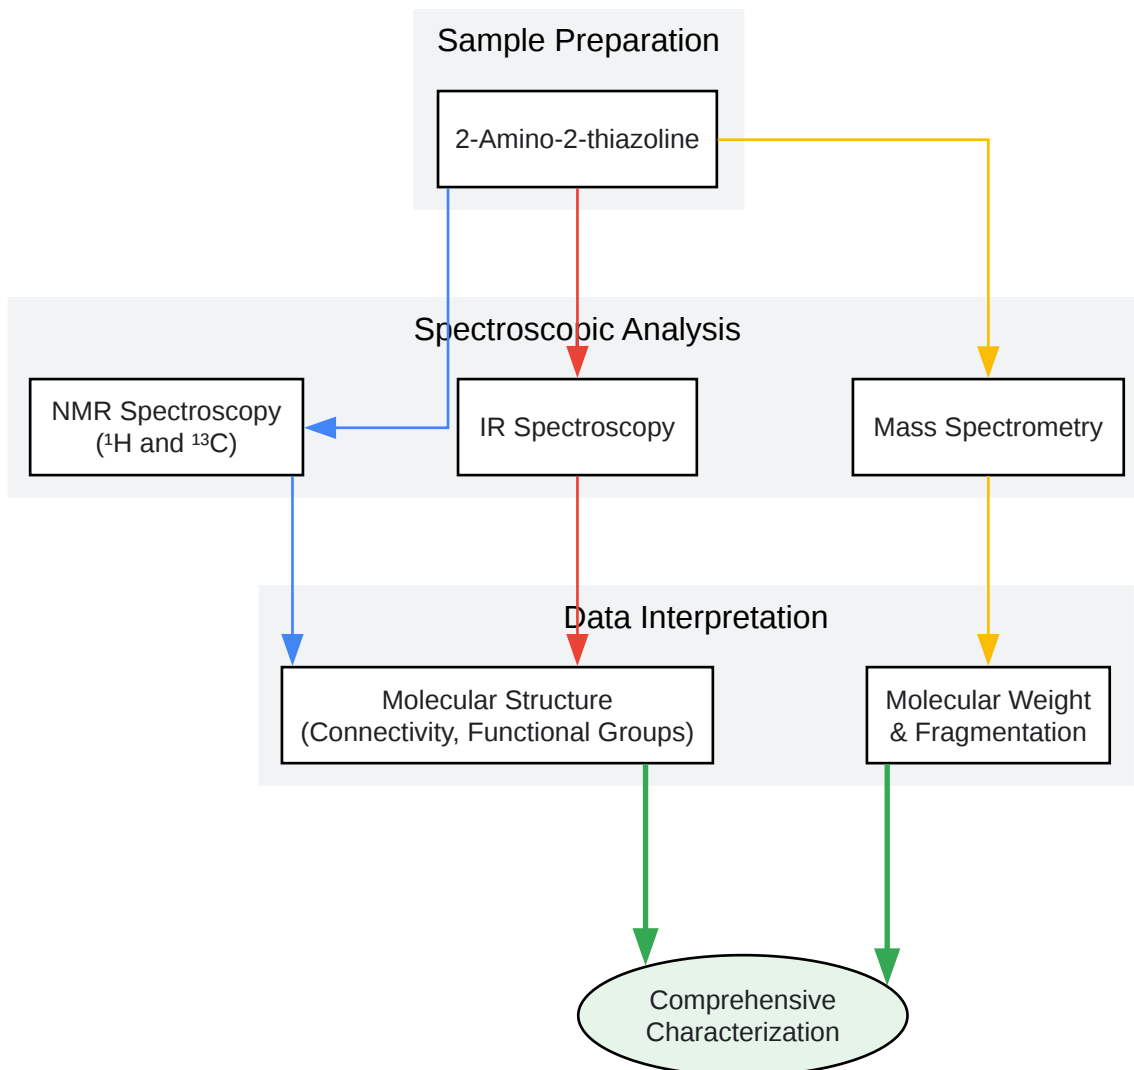 Sample Preparation
2-Amino-2-thiazoline
Spectroscopic Analysis
NMR Spectroscopy
(¹H and ¹³C)
IR Spectroscopy
Mass Spectrometry
Data Interpretation
Molecular Structure
(Connectivity, Functional Groups)
Molecular Weight
& Fragmentation
Comprehensive
Characterization